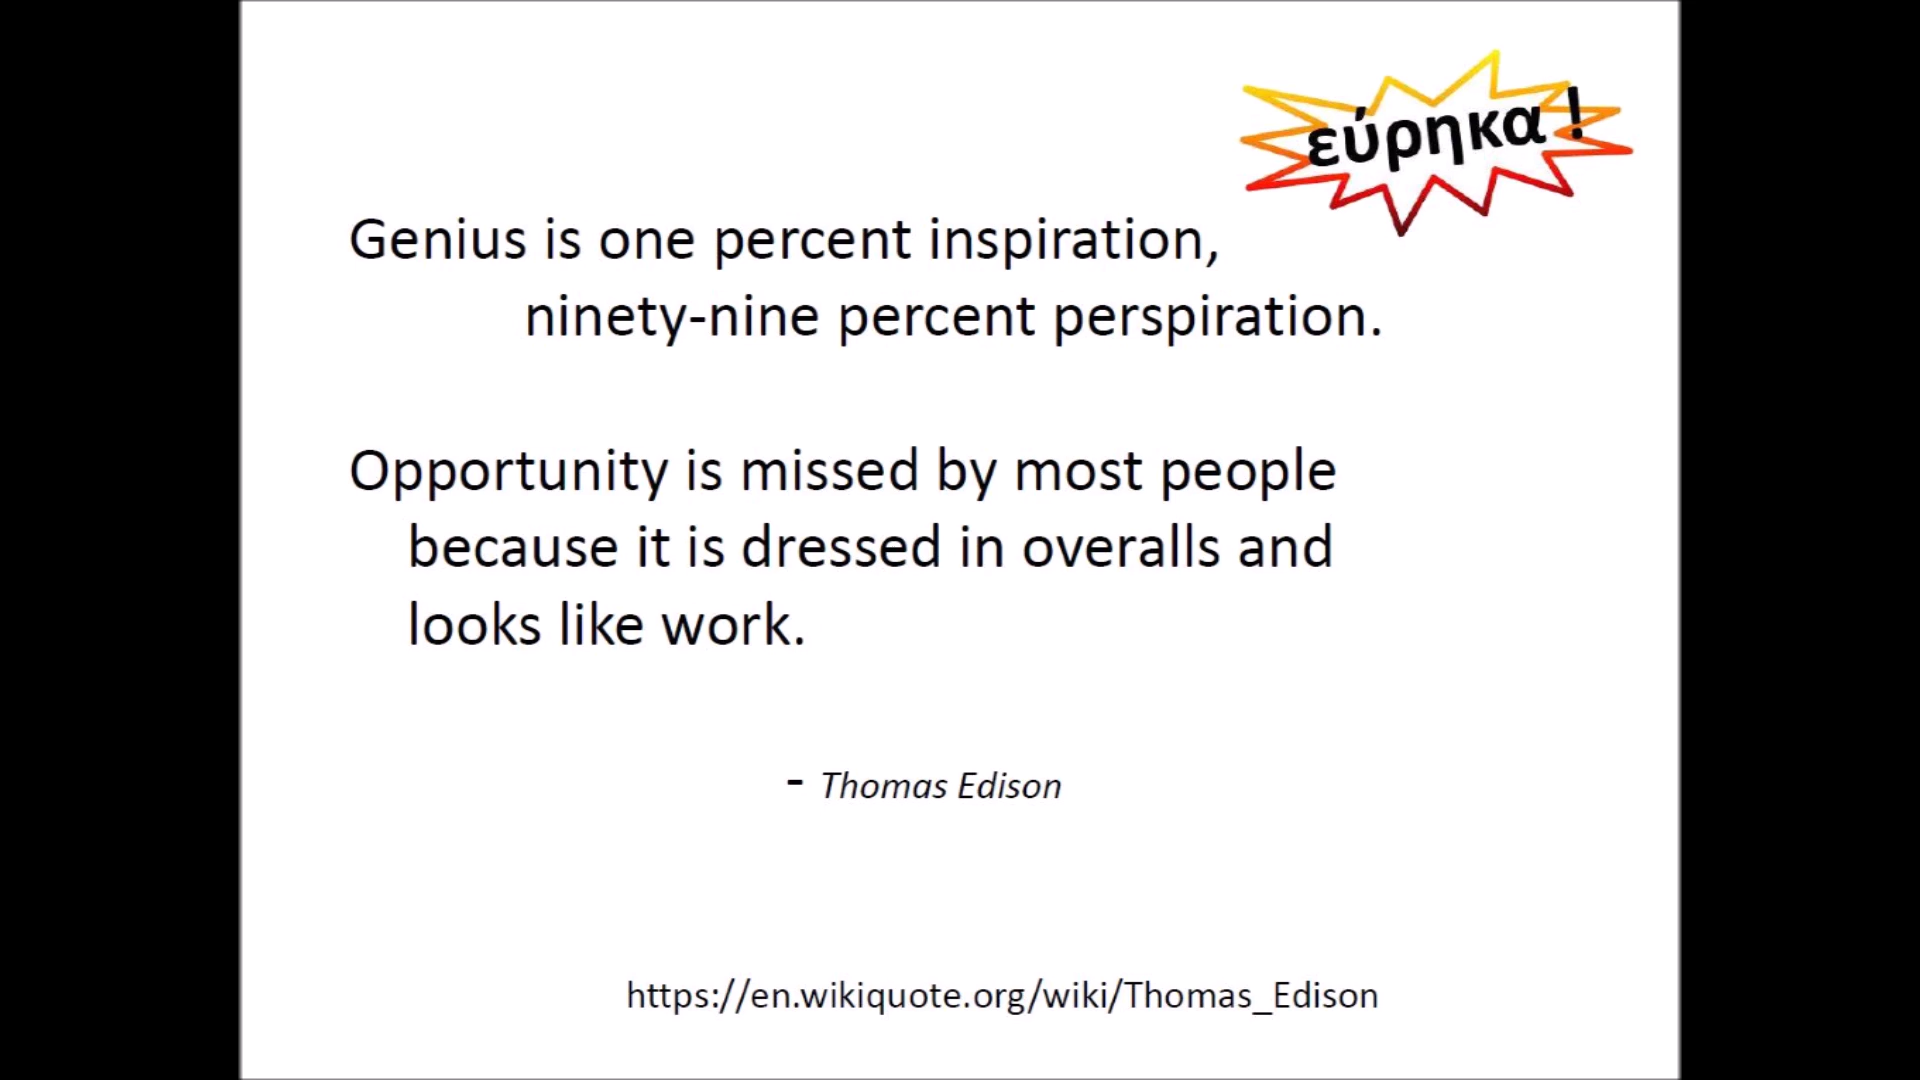 εύρηκα !
Genius is one percent inspiration,
ninety-nine percent perspiration.
Opportunity is missed by most people
because it is dressed in overalls and
looks like work.
- Thomas Edison
https://en.wikiquote.org/wiki/Thomas_Edison